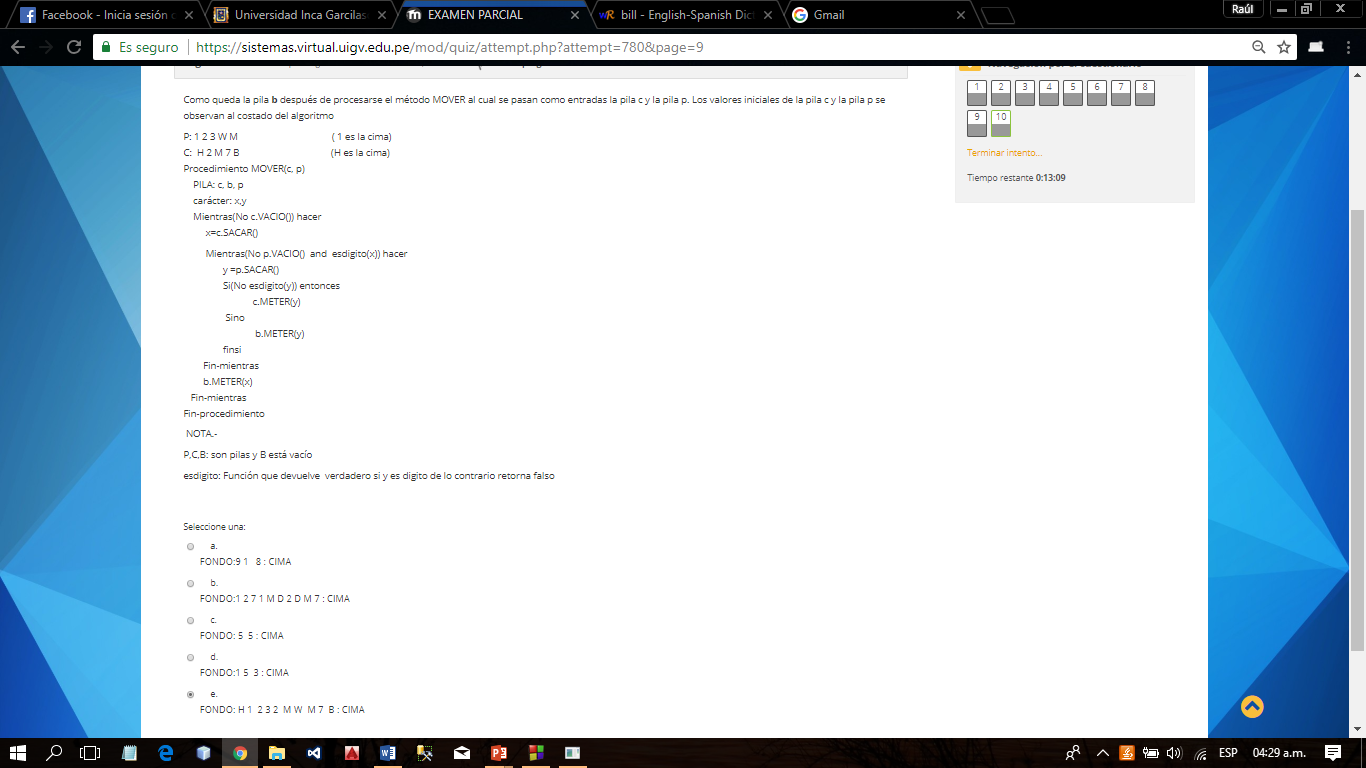 Facebook - Inicia sesión
Universidad Inca Garcilas
EXAMEN PARCIAL
bill - English-Spanish Dict
Gmail
Raúl
Es seguro
https://sistemas.virtual.uigv.edu.pe/mod/quiz/attempt.php?attempt=780&page=9
Como queda la pila b después de procesarse el método MOVER al cual se pasan como entradas la pila c y la pila p. Los valores iniciales de la pila c y la pila p se
observan al costado del algoritmo
P: 1 2 3 W M ( 1 es la cima)
C: H 2 M 7 B (H es la cima)
Procedimiento MOVER(c, p)
PILA: c, b, p
carácter: x,y
Mientras(No c.VACIO()) hacer
x=c.SACAR()
Mientras(No p.VACIO() and esdigito(x)) hacer
y =p.SACAR()
Si(No esdigito(y)) entonces
c.METER(y)
Sino
b.METER(y)
finsi
Fin-mientras
b.METER(x)
Fin-mientras
Fin-procedimiento
NOTA.-
P,C,B: son pilas y B está vacío
esdigito: Función que devuelve verdadero si y es digito de lo contrario retorna falso
Seleccione una:
a.
FONDO:9 1 8 : CIMA
b.
FONDO:1 2 7 1 M D 2 D M 7 : CIMA
c.
FONDO: 5 5 : CIMA
d.
FONDO:1 5 3 : CIMA
e.
FONDO: H 1 2 3 2 M W M 7 B : CIMA
1 2 3 4 5 6 7 8
9 10
Terminar intento...
Tiempo restante 0:13:09
ESP
04:29 a.m.